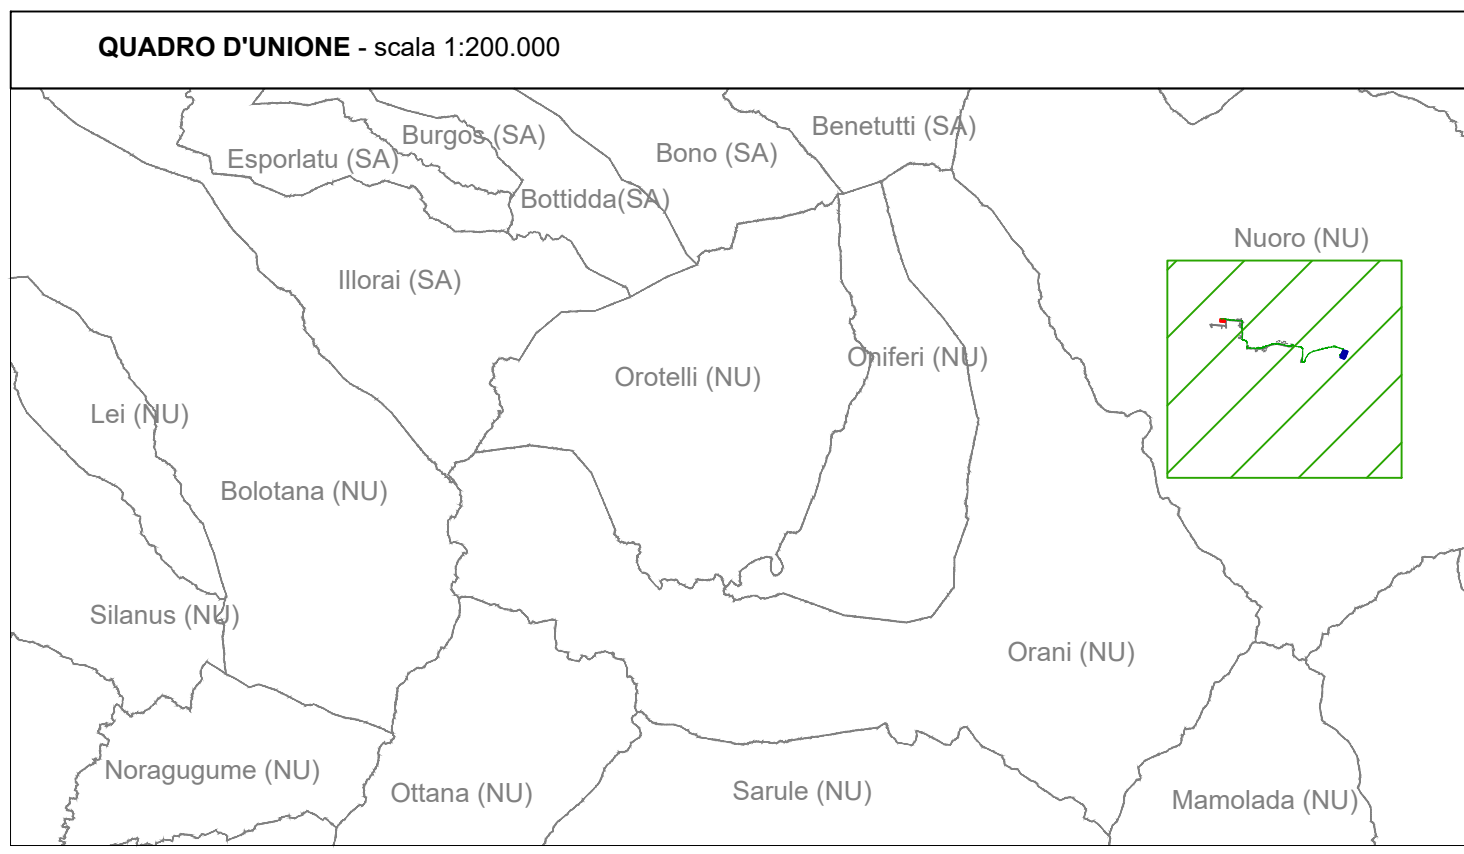 QUADRO D'UNIONE - scala 1:200.000
Benetutti (SA)
Burgos (SA)
Bono (SA)
Esporlatu (SA)
Bottidda(SA)
Nuoro (NU)
Illorai (SA)
Oniferi (NU)
Orotelli (NU)
Lei (NU)
Bolotana (NU)
Silanus (NU)
Orani (NU)
Noragugume (NU)
Ottana (NU)
Sarule (NU)
Mamolada (NU)